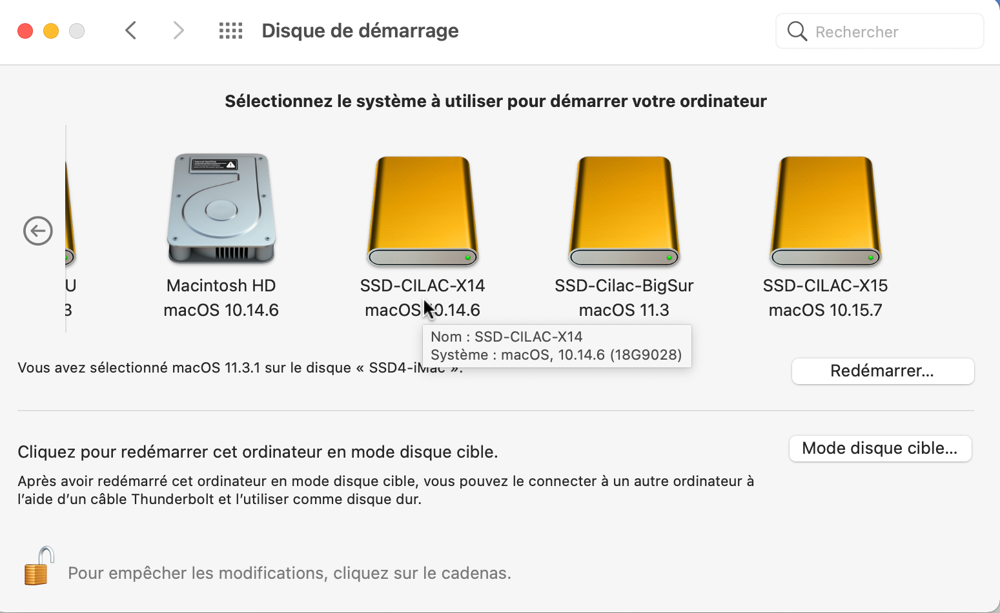 Disque de démarrage
Rechercher
Sélectionnez le système à utiliser pour démarrer votre ordinateur
U
3
Macintosh HD
macOS 10.14.6
SSD-CILAC-X14
macOS 10.14.6
SSD-Cilac-BigSur
macOS 11.3
SSD-CILAC-X15
macOS 10.15.7
Nom : SSD-CILAC-X14
Système : macOS, 10.14.6 (18G9028)
Vous avez sélectionné macOS 11.3.1 sur le disque « SSD4-iMac ».
Redémarrer...
Cliquez pour redémarrer cet ordinateur en mode disque cible.
Mode disque cible...
Après avoir redémarré cet ordinateur en mode disque cible, vous pouvez le connecter à un autre ordinateur à
l’aide d’un câble Thunderbolt et l’utiliser comme disque dur.
Pour empêcher les modifications, cliquez sur le cadenas.